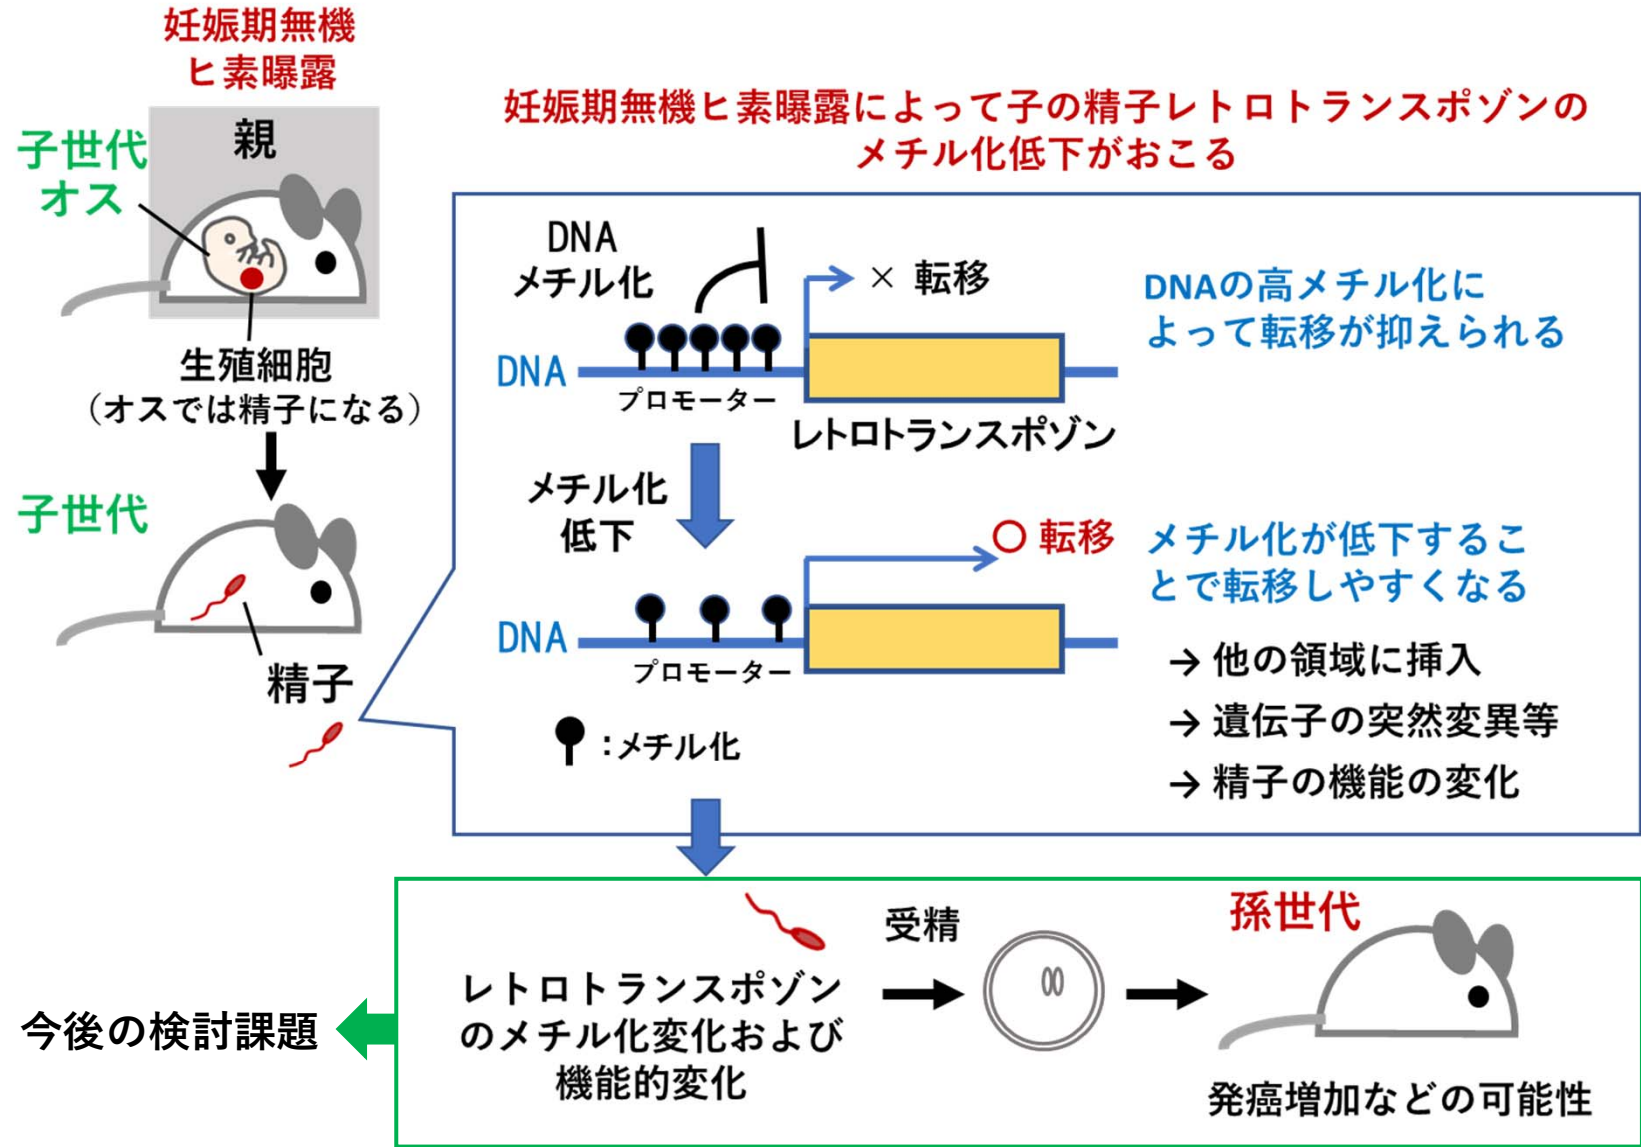 妊娠期無機
ヒ素曝露
親
子世代
オス
生殖細胞
（オスでは精子になる）
子世代
精子
妊娠期無機ヒ素曝露によって子の精子レトロトランスポゾンの
メチル化低下がおこる
DNA
メチル化
× 転移
DNAの高メチル化に
よって転移が抑えられる
DNA
プロモーター
レトロトランスポゾン
メチル化
低下
〇 転移
メチル化が低下するこ
とで転移しやすくなる
DNA
プロモーター
→ 他の領域に挿入
→ 遺伝子の突然変異等
→ 精子の機能の変化
：メチル化
今後の検討課題
レトロトランスポゾン
のメチル化変化および
機能的変化
受精
孫世代
発癌増加などの可能性